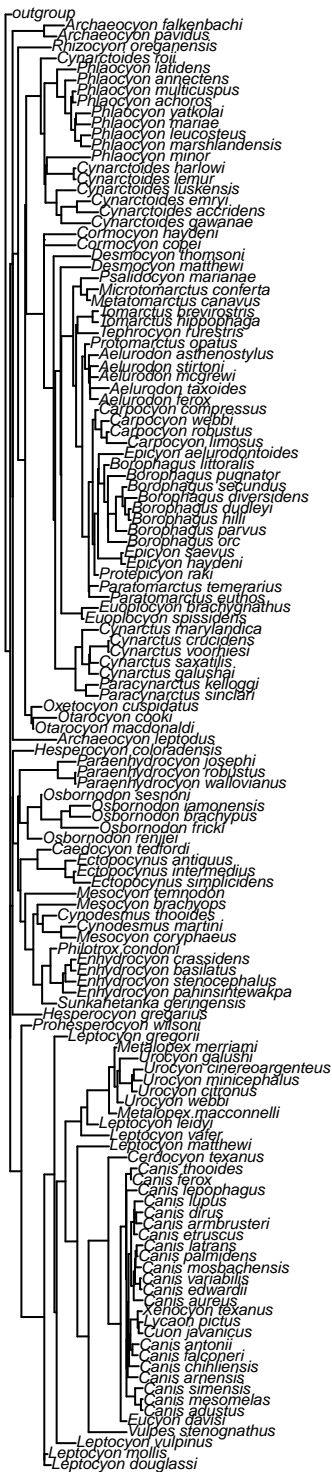 outgroup
Archaeocyon falkenbachi
Archaeocyon pavidus
Rhizocyon oreganensis
Cynarctoides roii
Phlaocyon latidens
Phlaocyon annectens
Phlaocyon multicuspus
Phlaocyon achoros
Phlaocyon yatkolai
Phlaocyon mariae
Phlaocyon leucosteus
Phlaocyon marshlandensis
Phlaocyon minor
Cynarctoides harlowi
Cynarctoides lemur
Cynarctoides luskensis
Cynarctoides emryi
Cynarctoides accridens
Cynarctoides gawanae
Cormocyon haydeni
Cormocyon copei
Desmocyon thomsoni
Desmocyon matthewi
Psalidocyon marianae
Microtomarctus conferta
Metatomarctus canavus
Tomarctus brevirostris
Tomarctus hippophaga
Tephrocyon rurestris
Protomarctus opatus
Aelurodon asthenostylus
Aelurodon stirtoni
Aelurodon mcgrewi
Aelurodon taxoides
Aelurodon ferox
Carpocyon compressus
Carpocyon webbi
Carpocyon robustus
Carpocyon limosus
Epicyon aelurodontoides
Borophagus littoralis
Borophagus pugnator
Borophagus secundus
Borophagus diversidens
Borophagus dudleyi
Borophagus hilli
Borophagus parvus
Borophagus orc
Epicyon saevus
Epicyon haydeni
Protepicyon raki
Paratomarctus temerarius
Paratomarctus euthos
Euoplocyon brachygnathus
Euoplocyon spissidens
Cynarctus marylandica
Cynarctus crucidens
Cynarctus voorhiesi
Cynarctus saxatilis
Cynarctus galushai
Paracynarctus kelloggi
Paracynarctus sinclari
Oxetocyon cuspidatus
Otarocyon cooki
Otarocyon macdonaldi
Archaeocyon leptodus
Hesperocyon coloradensis
Paraenhydrocyon josephi
Paraenhydrocyon robustus
Paraenhydrocyon wallovianus
Osbornodon sesnoni
Osbornodon iamonensis
Osbornodon brachypus
Osbornodon fricki
Osbornodon renjiei
Caedocyon tedfordi
Ectopocynus antiquus
Ectopocynus intermedius
Ectopocynus simplicidens
Mesocyon temnodon
Mesocyon brachyops
Cynodesmus thooides
Cynodesmus martini
Mesocyon coryphaeus
Philotrox condoni
Enhydrocyon crassidens
Enhydrocyon basilatus
Enhydrocyon stenocephalus
Enhydrocyon pahinsintewakpa
Sunkahetanka geringensis
Hesperocyon gregarius
Prohesperocyon wilsoni
Leptocyon gregorii
Metalopex merriami
Urocyon galushi
Urocyon cinereoargenteus
Urocyon minicephalus
Urocyon citronus
Urocyon webbi
Metalopex macconnelli
Leptocyon leidyi
Leptocyon vafer
Leptocyon matthewi
Cerdocyon texanus
Canis thooides
Canis ferox
Canis lepophagus
Canis lupus
Canis dirus
Canis armbrusteri
Canis etruscus
Canis latrans
Canis palmidens
Canis mosbachensis
Canis variabilis
Canis edwardii
Canis aureus
Xenocyon texanus
Lycaon pictus
Cuon javanicus
Canis antonii
Canis falconeri
Canis chihliensis
Canis arnensis
Canis simensis
Canis mesomelas
Canis adustus
Eucyon davisi
Vulpes stenognathus
Leptocyon vulpinus
Leptocyon mollis
Leptocyon douglassi